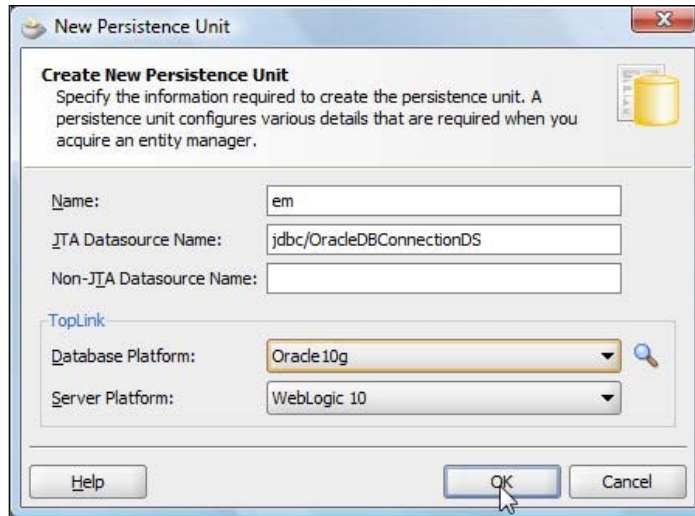 New Persistence Unit
Create New Persistence Unit
Specify the information required to create the persistence unit. A
persistence unit configures various details that are required when you
acquire an entity manager.
Name:
em
JTA Datasource Name:
jdbc/OracleDBConnectionDS
Non-JTA Datasource Name:
TopLink
Database Platform:
Oracle10g
Server Platform:
WebLogic 10
Help
OK
Cancel